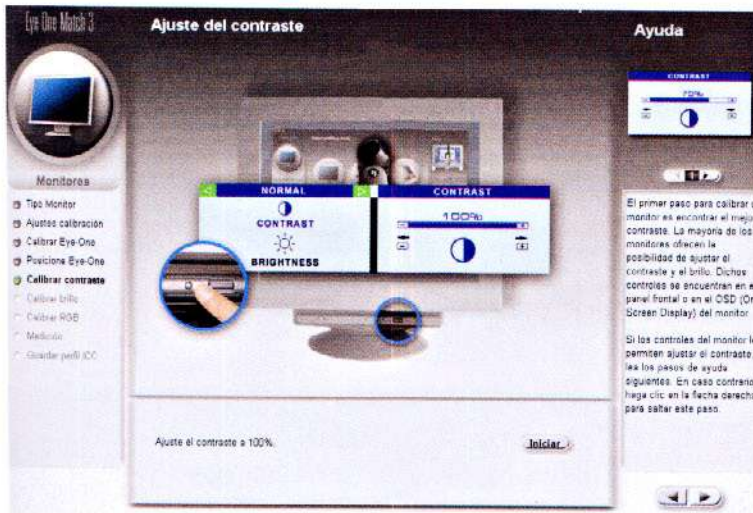 Eye One Match 3
Ajuste del contraste
Ayuda
CONTRAST
Monitores
Tipo Monitor
Ajustes calibración
Calibrar Eye-One
Posicione Eye-One
Calibrar contraste
Calibrar brillo
Calibrar RGB
Medición
Guardar perfil ICC
NORMAL
CONTRAST
BRIGHTNESS
CONTRAST
100%
Ajuste el contraste a 100%.
Iniciar
El primer paso para calibrar
monitor es encontrar el
contraste. La mayoría de los
monitores ofrecen la
posibilidad de ajustar el
contraste y el brillo. Dichos
controles se encuentran en
panel frontal o en el OSD (On
Screen Display) del monitor
Si los controles del monitor
permiten ajustar el contraste,
lea los pasos de ayuda
siguientes. En caso contrario
haga clic en la flecha derecha
para saltar este paso.